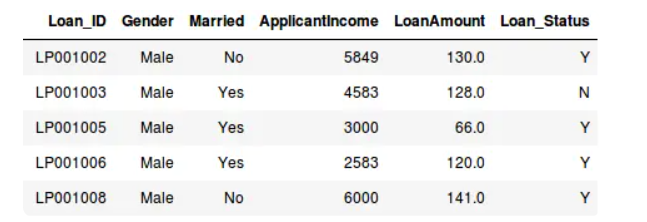 Loan_ID Gender Married ApplicantIncome LoanAmount Loan_Status
LP001002 Male No 5849 130.0 Y
LP001003 Male Yes 4583 128.0 N
LP001005 Male Yes 3000 66.0 Y
LP001006 Male Yes 2583 120.0 Y
LP001008 Male No 6000 141.0 Y